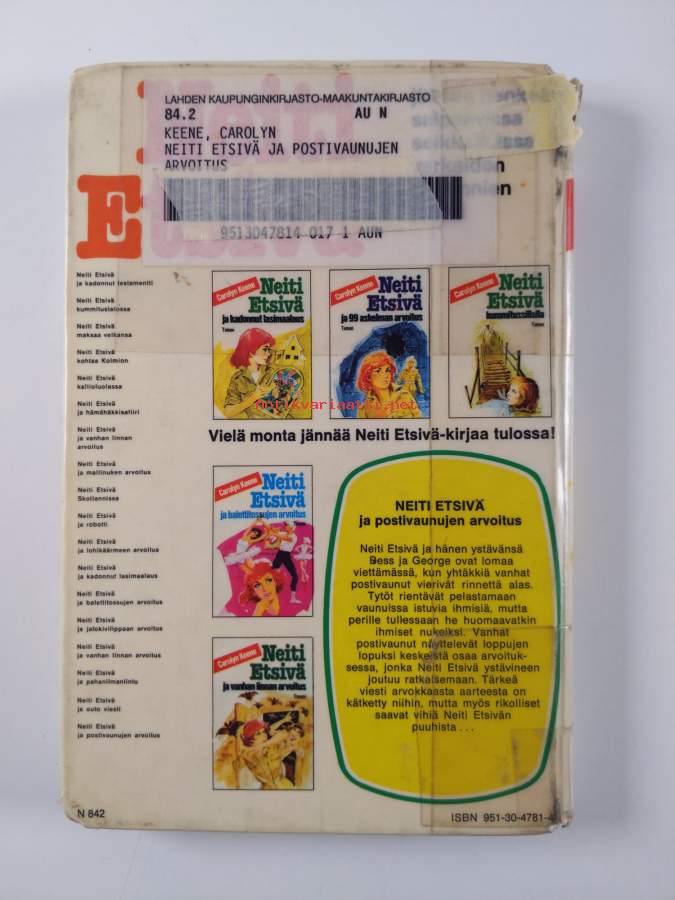 LAHDEN KAUPUNGINKIRJASTO-MAAKUNTAKIRJASTO
84.2 AU N
KEENE, CAROLYN
NEITI ETSIVÄ JA POSTIVAUNUJEN
ARVOITUS
9513047814 017 1 AUN
Neiti
Etsivä
Neiti Etsivä
ja kadonnut testamentti
Neiti Etsivä
kummitustalossa
Neiti Etsivä
maksaa velkansa
Neiti Etsivä
kohtaa Kolmion
Neiti Etsivä
kallioluolassa
Neiti Etsivä
ja hämähäkkisafiiri
Neiti Etsivä
ja vanhan linnan
arvoitus
Neiti Etsivä
ja mallinuken arvoitus
Neiti Etsivä
Skotlannissa
Neiti Etsivä
ja robotti
Neiti Etsivä
ja lohikäärmeen arvoitus
Neiti Etsivä
ja kadonnut lasimaalaus
Neiti Etsivä
ja balettitossujen arvoitus
Neiti Etsivä
ja jalokivilippaan arvoitus
Neiti Etsivä
ja vanhan linnan arvoitus
Neiti Etsivä
ja pahanilmanlintu
Neiti Etsivä
ja outo viesti
Neiti Etsivä
ja postivaunujen arvoitus
Carolyn Keene
Neiti
Etsivä
ja kadonnut lasimaalaus
Tammi
Carolyn Keene
Neiti
Etsivä
ja 99 askelman arvoitus
Tammi
Carolyn Keene
Neiti
Etsivä
kummitussillalla
Tammi
Antikvariaatti.net
Vielä monta jännää Neiti Etsivä-kirjaa tulossa!
Carolyn Keene
Neiti
Etsivä
ja balettitossujen arvoitus
Tammi
Carolyn Keene
Neiti
Etsivä
ja vanhan linnan arvoitus
Tammi
NEITI ETSIVÄ
ja postivaunujen arvoitus
Neiti Etsivä ja hänen ystävänsä
Bess ja George ovat lomaa
viettämässä, kun yhtäkkiä vanhat
postivaunut vierivät rinnettä alas.
Tytöt rientävät pelastamaan
vaunuissa istuvia ihmisiä, mutta
perille tullessaan he huomaavatkin
ihmiset nukeiksi. Vanhat
postivaunut näyttelevät loppujen
lopuksi keskeistä osaa arvoituk-
sessa, jonka Neiti Etsivä ystävineen
joutuu ratkaisemaan. Tärkeä
viesti arvokkaasta aarteesta on
kätketty niihin, mutta myös rikolliset
saavat vihiä Neiti Etsivän
puuhista . . .
N 842
ISBN 951-30-4781-4